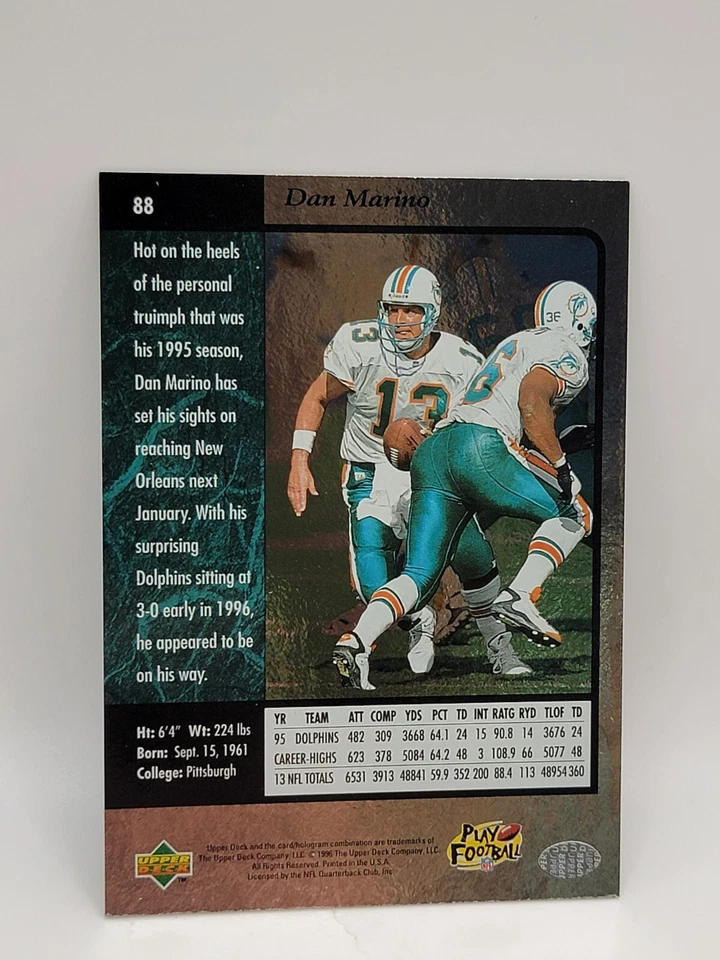 88
Dan Marino
Hot on the heels
of the personal
truimph that was
his 1995 season,
Dan Marino has
set his sights on
reaching New
Orleans next
January. With his
surprising
Dolphins sitting at
3-0 early in 1996,
he appeared to be
on his way.
13
13
36
36
Ht: 6'4" Wt: 224 lbs
Born: Sept. 15, 1961
College: Pittsburgh
YR TEAM ATT COMP YDS PCT TD INT RATG RYD TLOF TD
95 DOLPHINS 482 309 3668 64.1 24 15 90.8 14 3676 24
CAREER-HIGHS 623 378 5084 64.2 48 3 108.9 66 5077 48
13 NFL TOTALS 6531 3913 48841 59.9 352 200 88.4 113 48954 360
UPPER
DECK
TM
Upper Deck and the card/hologram combination are trademarks of
The Upper Deck Company, LLC. © 1996 The Upper Deck Company, LLC.
All Rights Reserved. Printed in the U.S.A.
Licensed by the NFL Quarterback Club, Inc.
PLAY
FOOTBALL
NFL